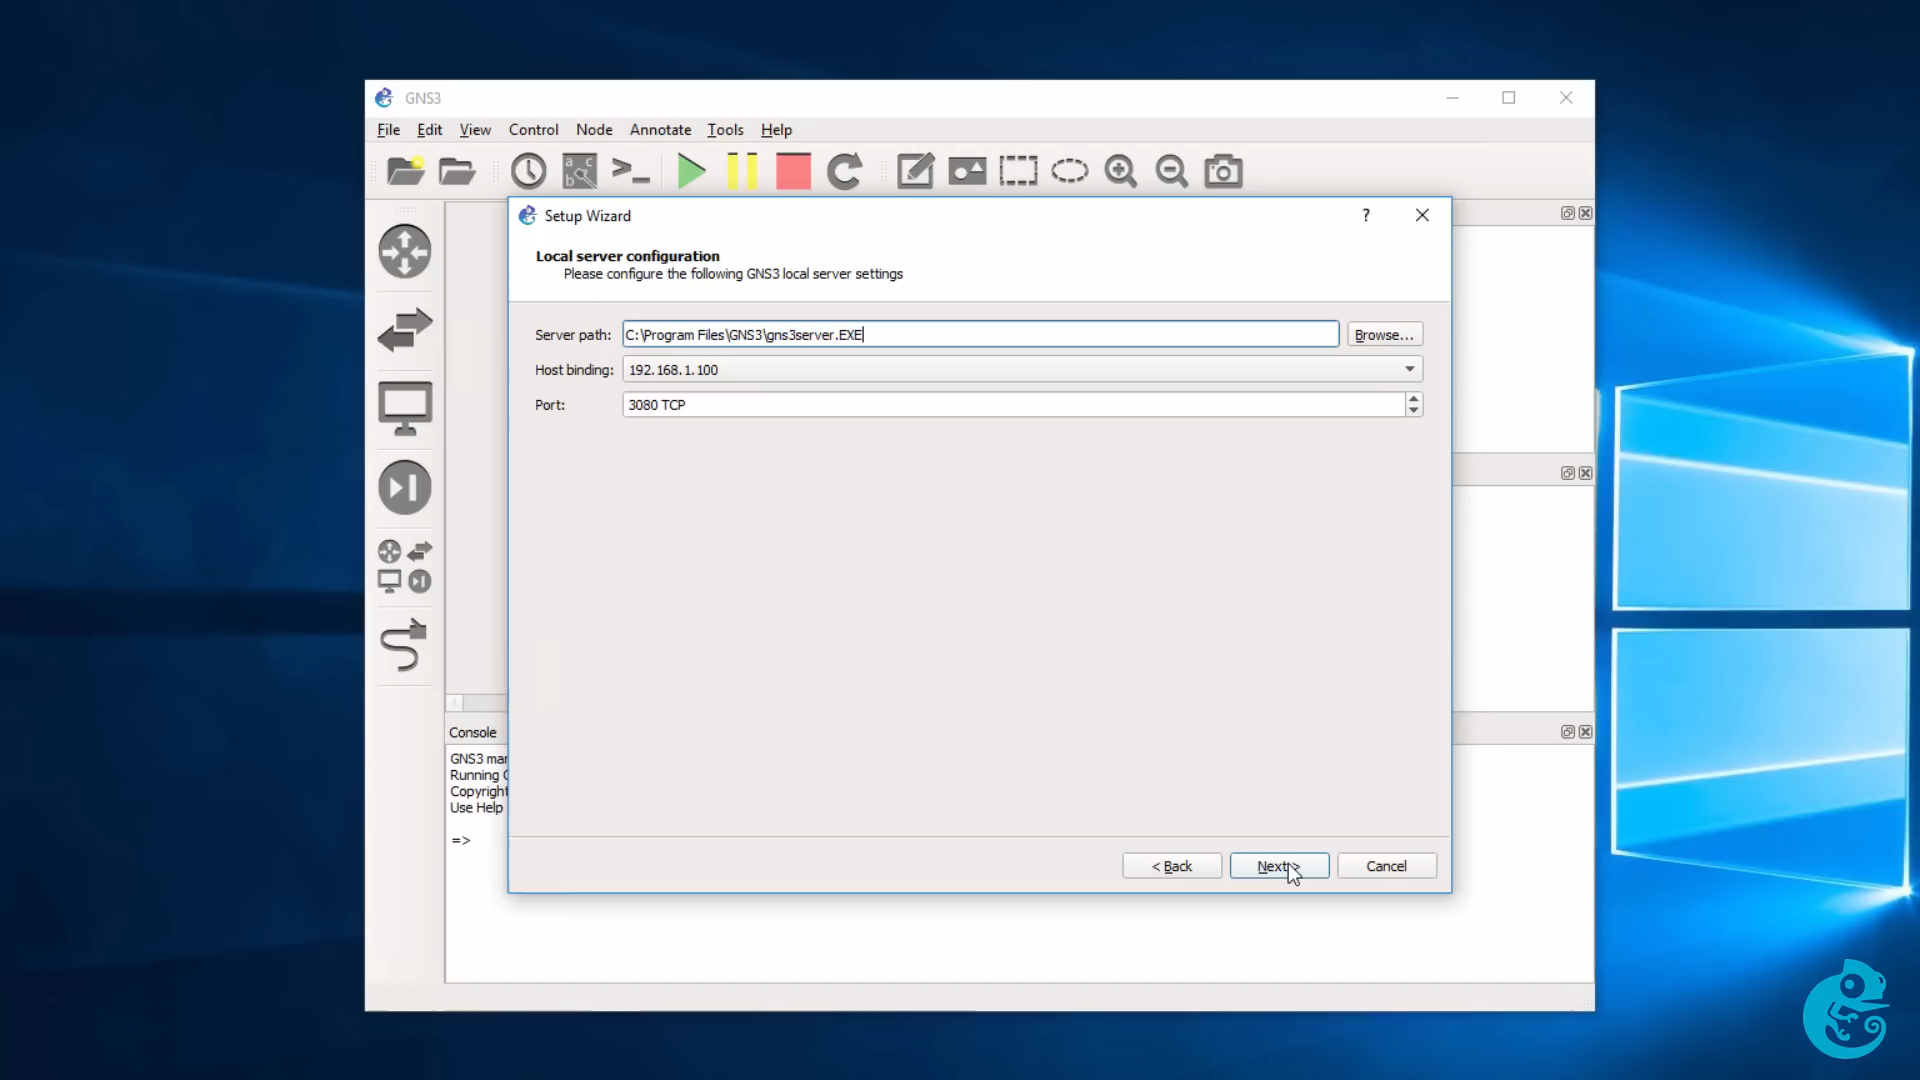 GNS3
File Edit View Control Node Annotate Tools Help
Setup Wizard
?
Local server configuration
Please configure the following GNS3 local server settings
Server path: C:\Program Files\GNS3\gns3server.EXE Browse...
Host binding: 192.168.1.100
Port: 3080 TCP
Console
GNS3
Running
Copyright
Use Help
=>
< Back Next > Cancel